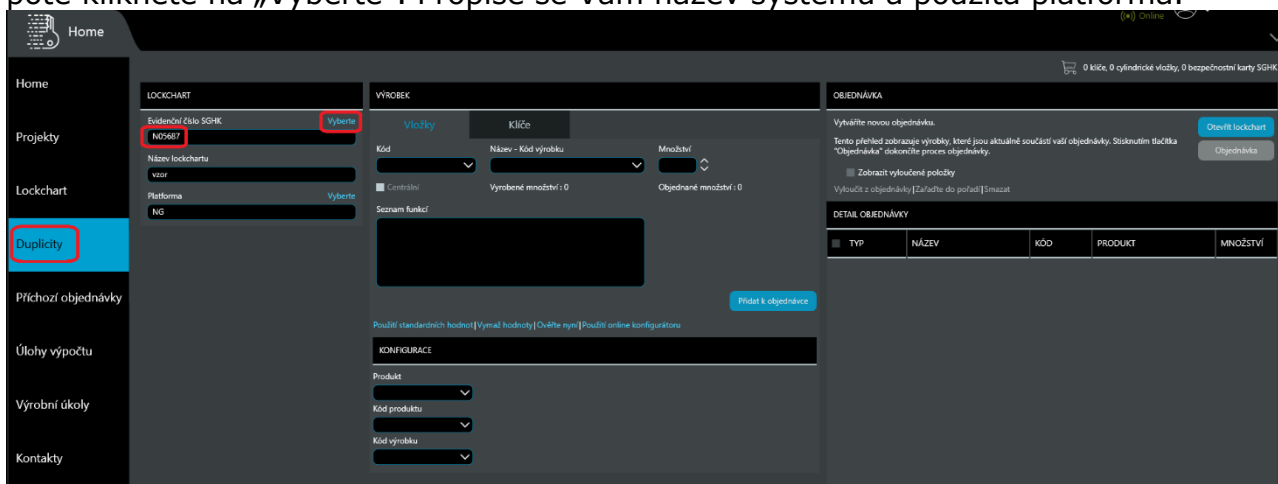 poté kliknete na „Vyberte“. Propíše se Vám název systému a použitá platforma.
Home
((●)) Online
0 klíče, 0 cylindrické vložky, 0 bezpečnostní karty SGHK
Home
Projekty
Lockchart
Duplicity
Příchozí objednávky
Úlohy výpočtu
Výrobní úkoly
Kontakty
LOCKCHART
Evidenční číslo SGHK Vyberte
N05687
Název lockchartu
vzor
Platforma Vyberte
NG
VÝROBEK
Vložky Klíče
Kód Název - Kód výrobku Množství
Centrální Vyrobené množství : 0 Objednané množství : 0
Seznam funkcí
Přidat k objednávce
Použití standardních hodnot|Vymaž hodnoty|Ověřte nyní|Použití online konfigurátoru
KONFIGURACE
Produkt
Kód produktu
Kód výrobku
OBJEDNÁVKA
Vytváříte novou objednávku.
Tento přehled zobrazuje výrobky, které jsou aktuálně součástí vaší objednávky. Stisknutím tlačítka
"Objednávka" dokončíte proces objednávky.
Otevřít lockchart
Objednávka
Zobrazit vyloučené položky
Vyloučit z objednávky|Zařaďte do pořadí|Smazat
DETAIL OBJEDNÁVKY
TYP NÁZEV KÓD PRODUKT MNOŽSTVÍ